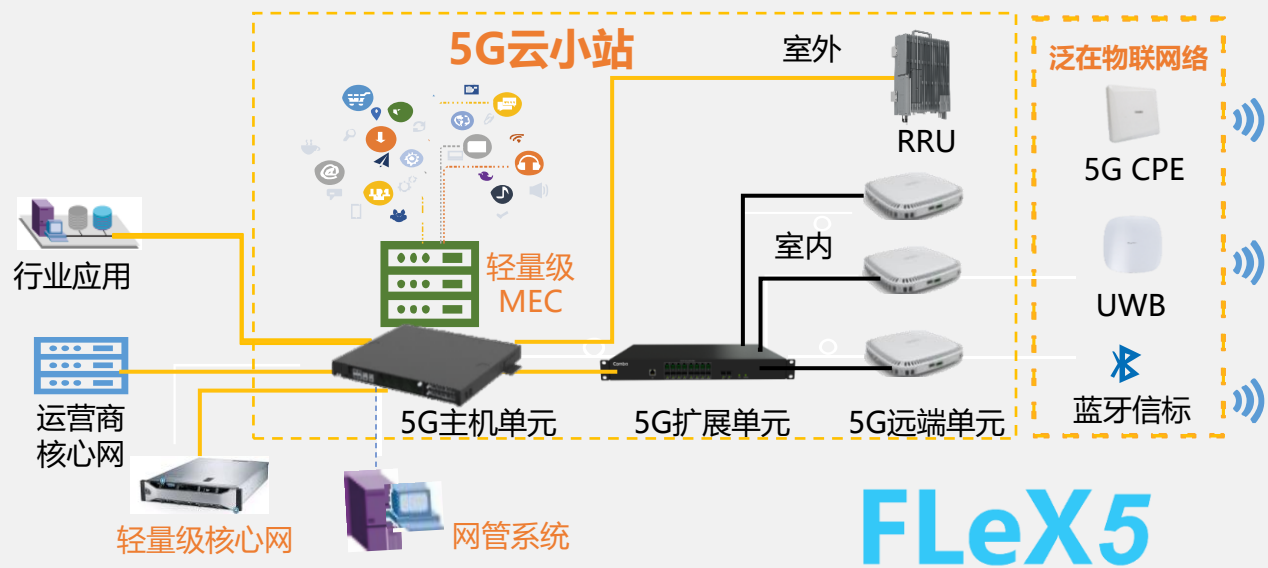 5G云小站
室外
泛在物联网络
RRU
5G CPE
行业应用
轻量级
MEC
室内
UWB
运营商
核心网
5G主机单元
5G扩展单元
5G远端单元
蓝牙信标
轻量级核心网
网管系统
FLeX5